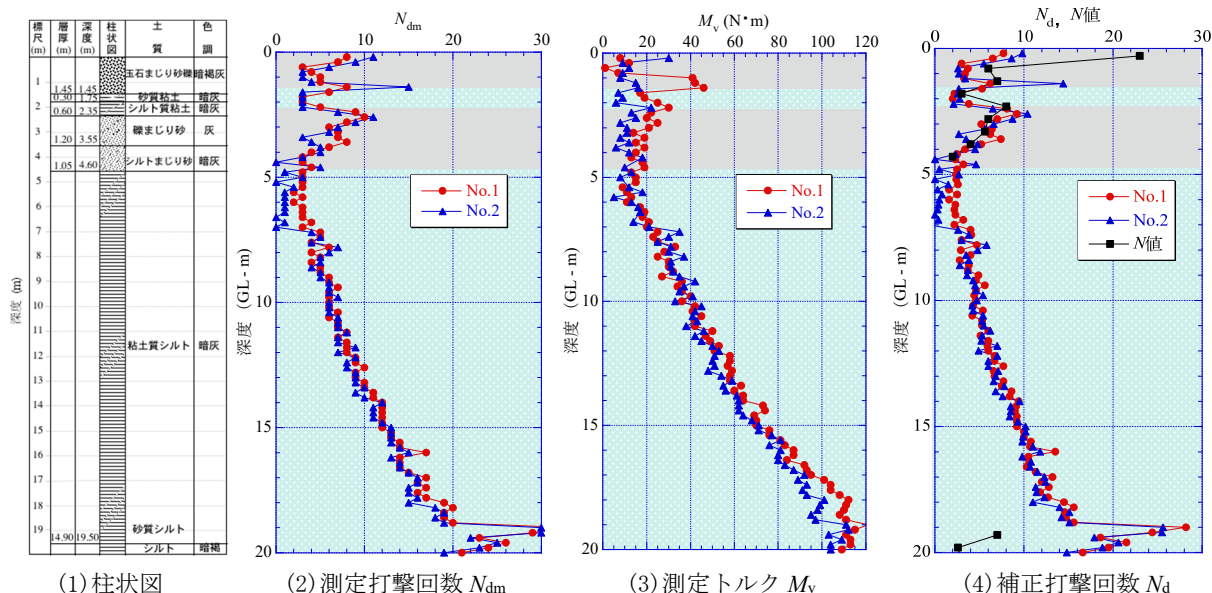 標尺(m) 層厚(m) 深度(m) 柱状図 土質 色調
1.45 1.45 玉石まじり砂礫 暗褐灰
0.30 1.75 砂質粘土 暗灰
0.60 2.35 シルト質粘土 暗灰
1.20 3.55 礫まじり砂 灰
1.05 4.60 シルトまじり砂 暗灰
粘土質シルト 暗灰
14.90 19.50 砂質シルト
シルト 暗褐
1
2
3
4
5
6
7
8
9
10
11
12
13
14
15
16
17
18
19
深度 (m)
(1)柱状図
Ndm
0 10 20 30
0
5
10
15
20
深度 (GL - m)
No.1
No.2
(2)測定打撃回数 Ndm
Mv (N・m)
0 20 40 60 80 100 120
0
5
10
15
20
深度 (GL - m)
No.1
No.2
(3)測定トルク Mv
Nd, N値
0 10 20 30
0
5
10
15
20
深度 (GL - m)
No.1
No.2
N値
(4)補正打撃回数 Nd